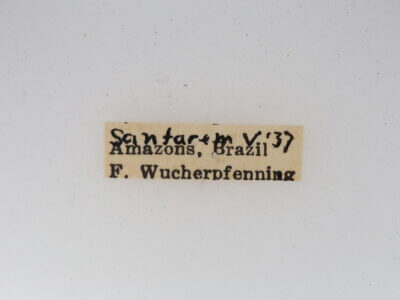 Santarem V.'37
Amazons, Brazil
F. Wucherpfenning